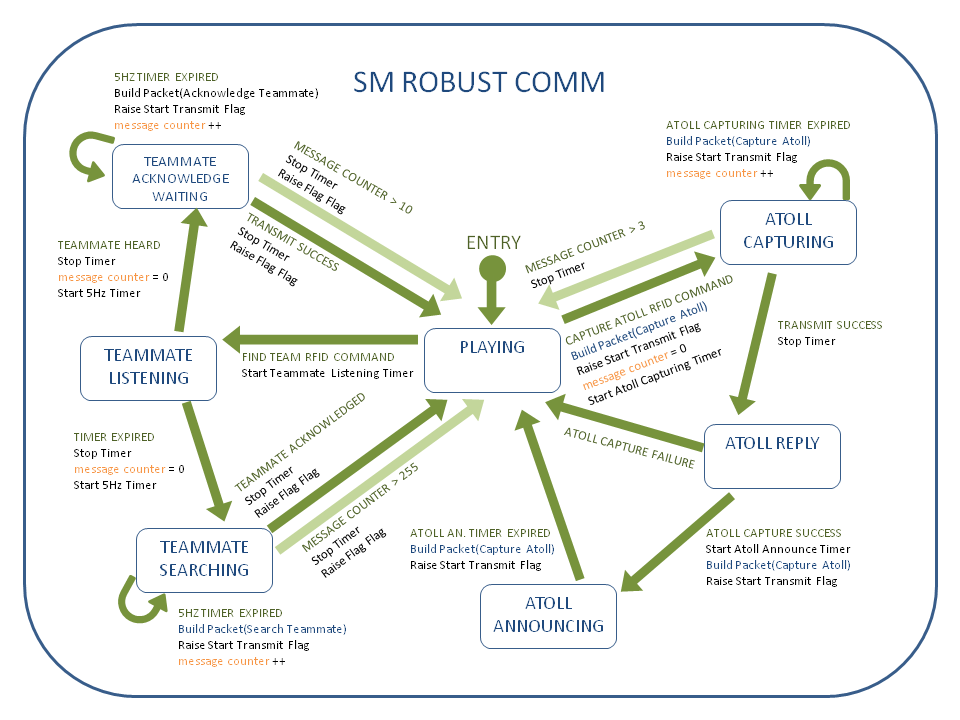 SM ROBUST COMM
5HZ TIMER EXPIRED
Build Packet(Acknowledge Teammate)
Raise Start Transmit Flag
message counter ++
TEAMMATE
ACKNOWLEDGE
WAITING
MESSAGE COUNTER > 10
Stop Timer
Raise Flag Flag
TRANSMIT SUCCESS
Stop Timer
Raise Flag Flag
ATOLL CAPTURING TIMER EXPIRED
Build Packet(Capture Atoll)
Raise Start Transmit Flag
message counter ++
ATOLL
CAPTURING
ENTRY
MESSAGE COUNTER > 3
Stop Timer
TEAMMATE HEARD
Stop Timer
message counter = 0
Start 5Hz Timer
CAPTURE ATOLL RFID COMMAND
Build Packet(Capture Atoll)
Raise Start Transmit Flag
message counter = 0
Start Atoll Capturing Timer
TRANSMIT SUCCESS
Stop Timer
PLAYING
TEAMMATE
LISTENING
FIND TEAM RFID COMMAND
Start Teammate Listening Timer
TIMER EXPIRED
Stop Timer
message counter = 0
Start 5Hz Timer
TEAMMATE ACKNOWLEDGED
Stop Timer
Raise Flag Flag
MESSAGE COUNTER > 255
Stop Timer
Raise Flag Flag
ATOLL CAPTURE FAILURE
ATOLL REPLY
ATOLL AN. TIMER EXPIRED
Build Packet(Capture Atoll)
Raise Start Transmit Flag
ATOLL CAPTURE SUCCESS
Start Atoll Announce Timer
Build Packet(Capture Atoll)
Raise Start Transmit Flag
TEAMMATE
SEARCHING
ATOLL
ANNOUNCING
5HZ TIMER EXPIRED
Build Packet(Search Teammate)
Raise Start Transmit Flag
message counter ++